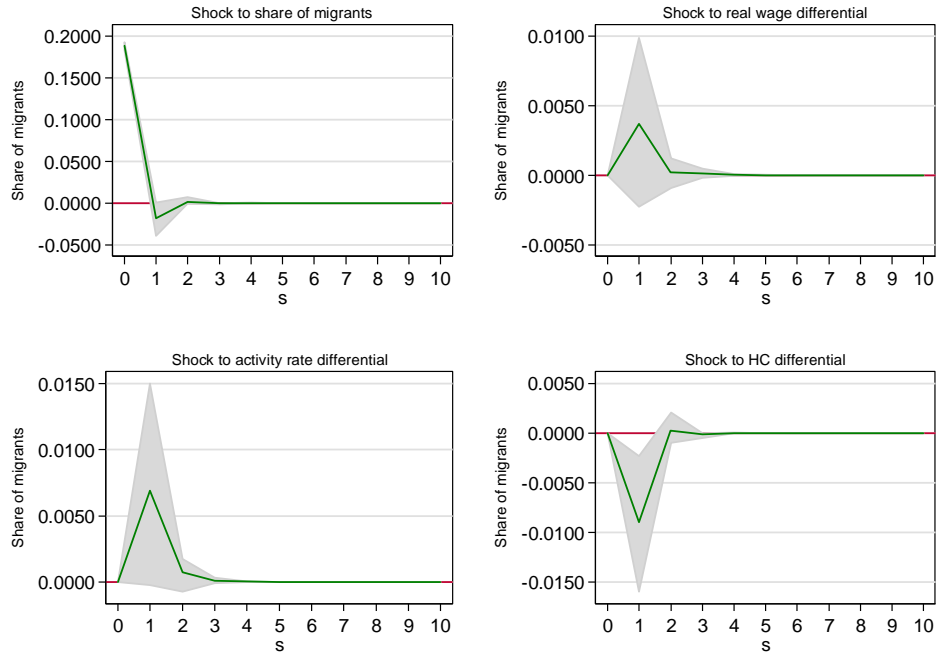 Shock to share of migrants
Share of migrants
0.2000
0.1500
0.1000
0.0500
0.0000
-0.0500
0 1 2 3 4 5 6 7 8 9 10
s
Shock to real wage differential
Share of migrants
0.0100
0.0050
0.0000
-0.0050
0 1 2 3 4 5 6 7 8 9 10
s
Shock to activity rate differential
Share of migrants
0.0150
0.0100
0.0050
0.0000
0 1 2 3 4 5 6 7 8 9 10
s
Shock to HC differential
Share of migrants
0.0050
0.0000
-0.0050
-0.0100
-0.0150
0 1 2 3 4 5 6 7 8 9 10
s